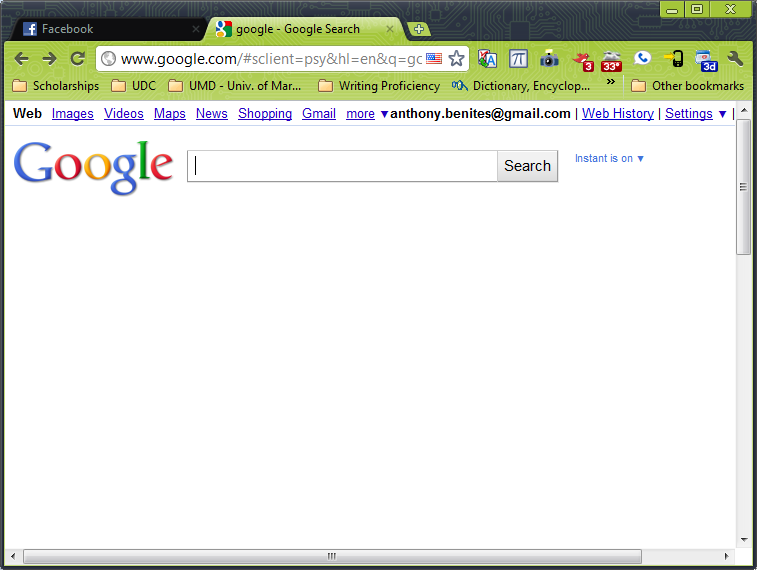 Facebook google - Google Search
www.google.com/#sclient=psy&hl=en&q=gc 3 33° 3d
Scholarships UDC UMD - Univ. of Mar... Writing Proficiency Dictionary, Encyclop... » Other bookmarks
Web Images Videos Maps News Shopping Gmail more ▼ anthony.benites@gmail.com | Web History | Settings ▼ |
Google Search Instant is on ▼